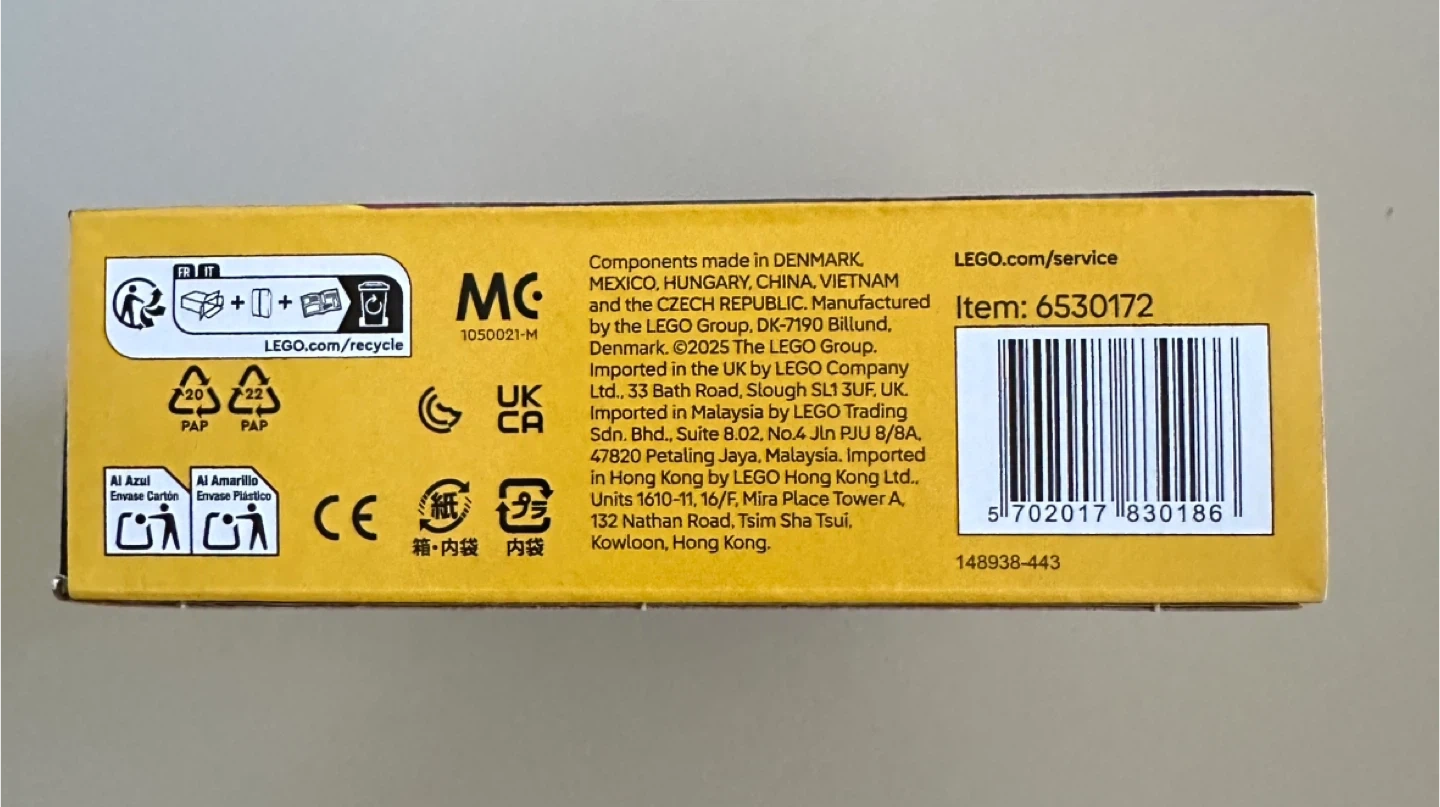 FR IT
LEGO.com/recycle
20
PAP
22
PAP
Al Azul
Envase Cartón
Al Amarillo
Envase Plástico
MC
1050021-M
UK
CA
CE
紙
箱・内袋
プラ
内袋
Components made in DENMARK,
MEXICO, HUNGARY, CHINA, VIETNAM
and the CZECH REPUBLIC. Manufactured
by the LEGO Group, DK-7190 Billund,
Denmark. ©2025 The LEGO Group.
Imported in the UK by LEGO Company
Ltd., 33 Bath Road, Slough SL1 3UF, UK.
Imported in Malaysia by LEGO Trading
Sdn. Bhd., Suite 8.02, No.4 Jln PJU 8/8A,
47820 Petaling Jaya, Malaysia. Imported
in Hong Kong by LEGO Hong Kong Ltd.,
Units 1610-11, 16/F, Mira Place Tower A,
132 Nathan Road, Tsim Sha Tsui,
Kowloon, Hong Kong.
LEGO.com/service
Item: 6530172
5 702017 830186
148938-443